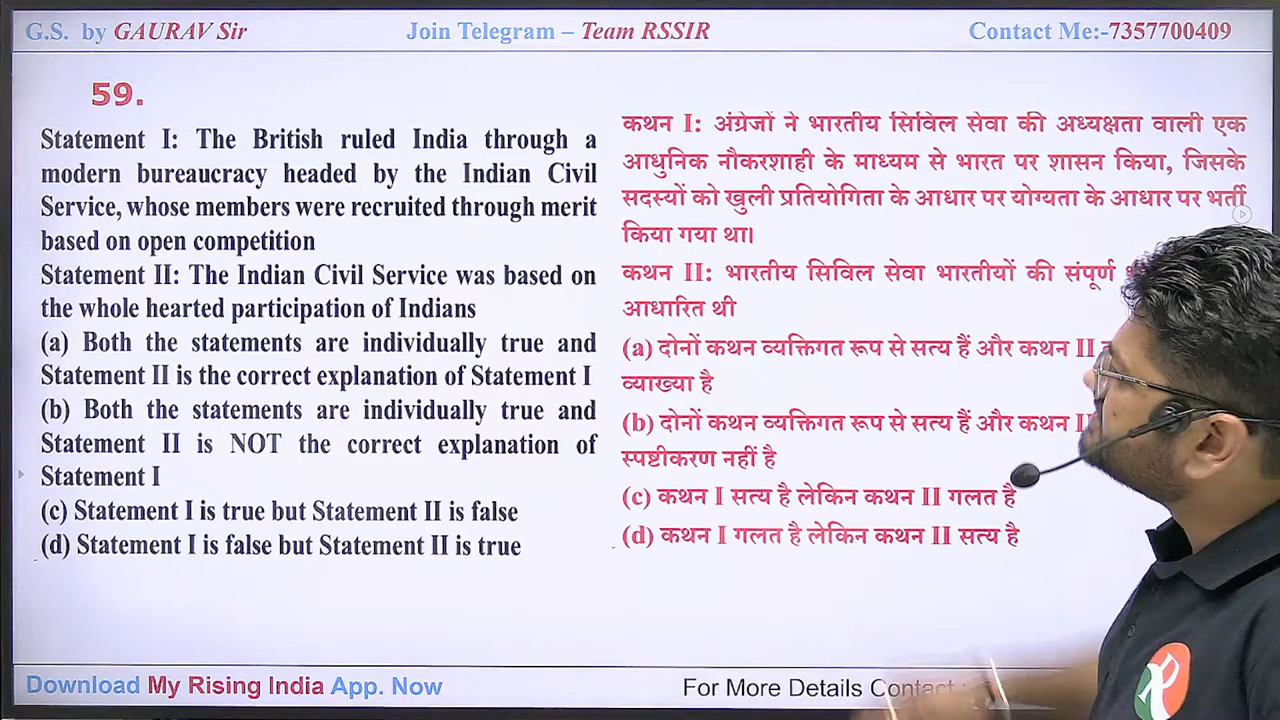 G.S. by GAURAV Sir
Join Telegram – Team RSSIR
Contact Me:-7357700409
59.
Statement I: The British ruled India through a
modern bureaucracy headed by the Indian Civil
Service, whose members were recruited through merit
based on open competition
Statement II: The Indian Civil Service was based on
the whole hearted participation of Indians
(a) Both the statements are individually true and
Statement II is the correct explanation of Statement I
(b) Both the statements are individually true and
Statement II is NOT the correct explanation of
Statement I
(c) Statement I is true but Statement II is false
(d) Statement I is false but Statement II is true
कथन I: अंग्रेजों ने भारतीय सिविल सेवा की अध्यक्षता वाली एक
आधुनिक नौकरशाही के माध्यम से भारत पर शासन किया, जिसके
सदस्यों को खुली प्रतियोगिता के आधार पर योग्यता के आधार पर भर्ती
किया गया था।
कथन II: भारतीय सिविल सेवा भारतीयों की संपूर्ण
आधारित थी
(a) दोनों कथन व्यक्तिगत रूप से सत्य हैं और कथन II
व्याख्या है
(b) दोनों कथन व्यक्तिगत रूप से सत्य हैं और कथन
स्पष्टीकरण नहीं है
(c) कथन I सत्य है लेकिन कथन II गलत है
(d) कथन I गलत है लेकिन कथन II सत्य है
Download My Rising India App. Now
For More Details Contact